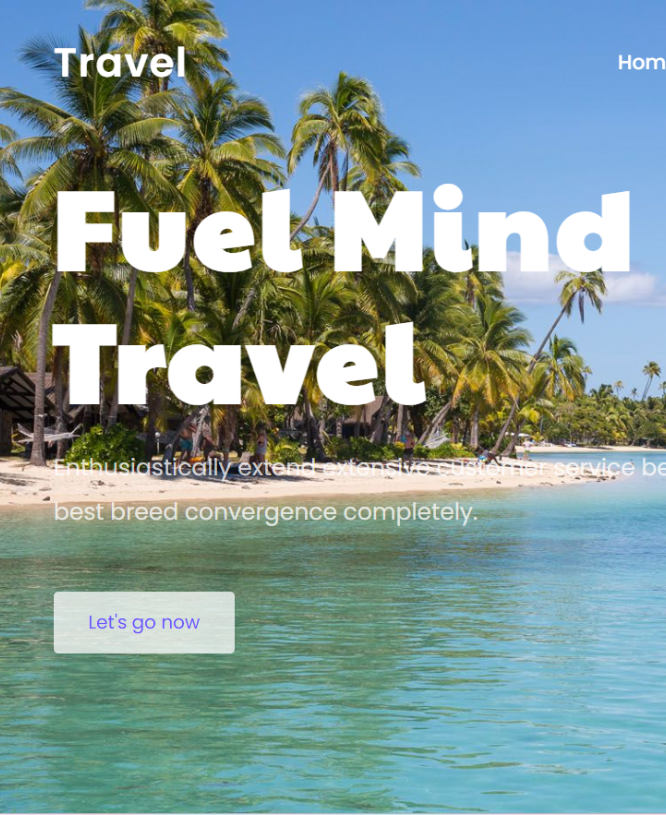 Travel
Hom
Fuel Mind
Travel
Enthusiastically extend extensive customer service be
best breed convergence completely.
Let's go now